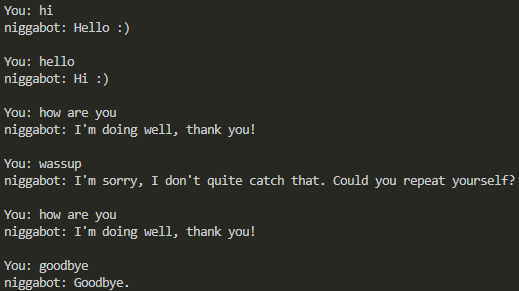 You: hi
niggabot: Hello :)
You: hello
niggabot: Hi :)
You: how are you
niggabot: I'm doing well, thank you!
You: wassup
niggabot: I'm sorry, I don't quite catch that. Could you repeat yourself?
You: how are you
niggabot: I'm doing well, thank you!
You: goodbye
niggabot: Goodbye.